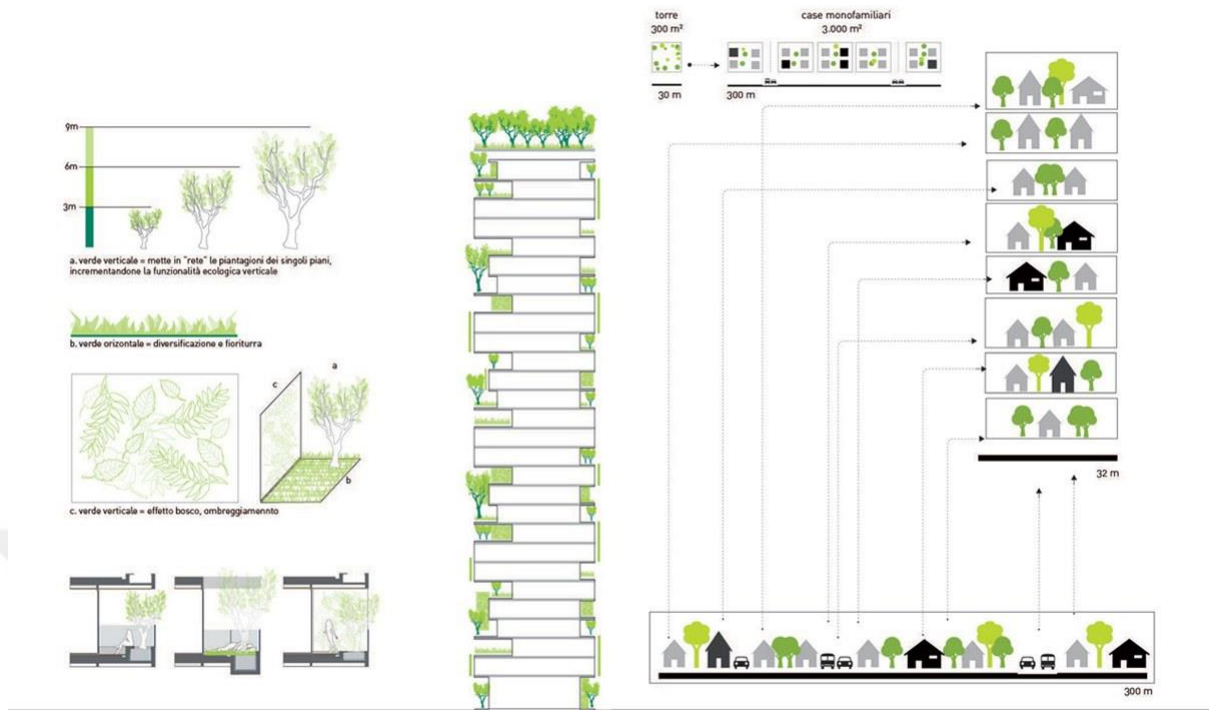 9m
6m
3m
a. verde verticale = mette in "rete" le piantagioni dei singoli piani,
incrementandone la funzionalità ecologica verticale
b. verde orizontale = diversificazione e fioriturra
c
a
b
c. verde verticale = effetto bosco, ombreggiamennto
torre
300 m²
case monofamiliari
3.000 m²
30 m
300 m
32 m
300 m